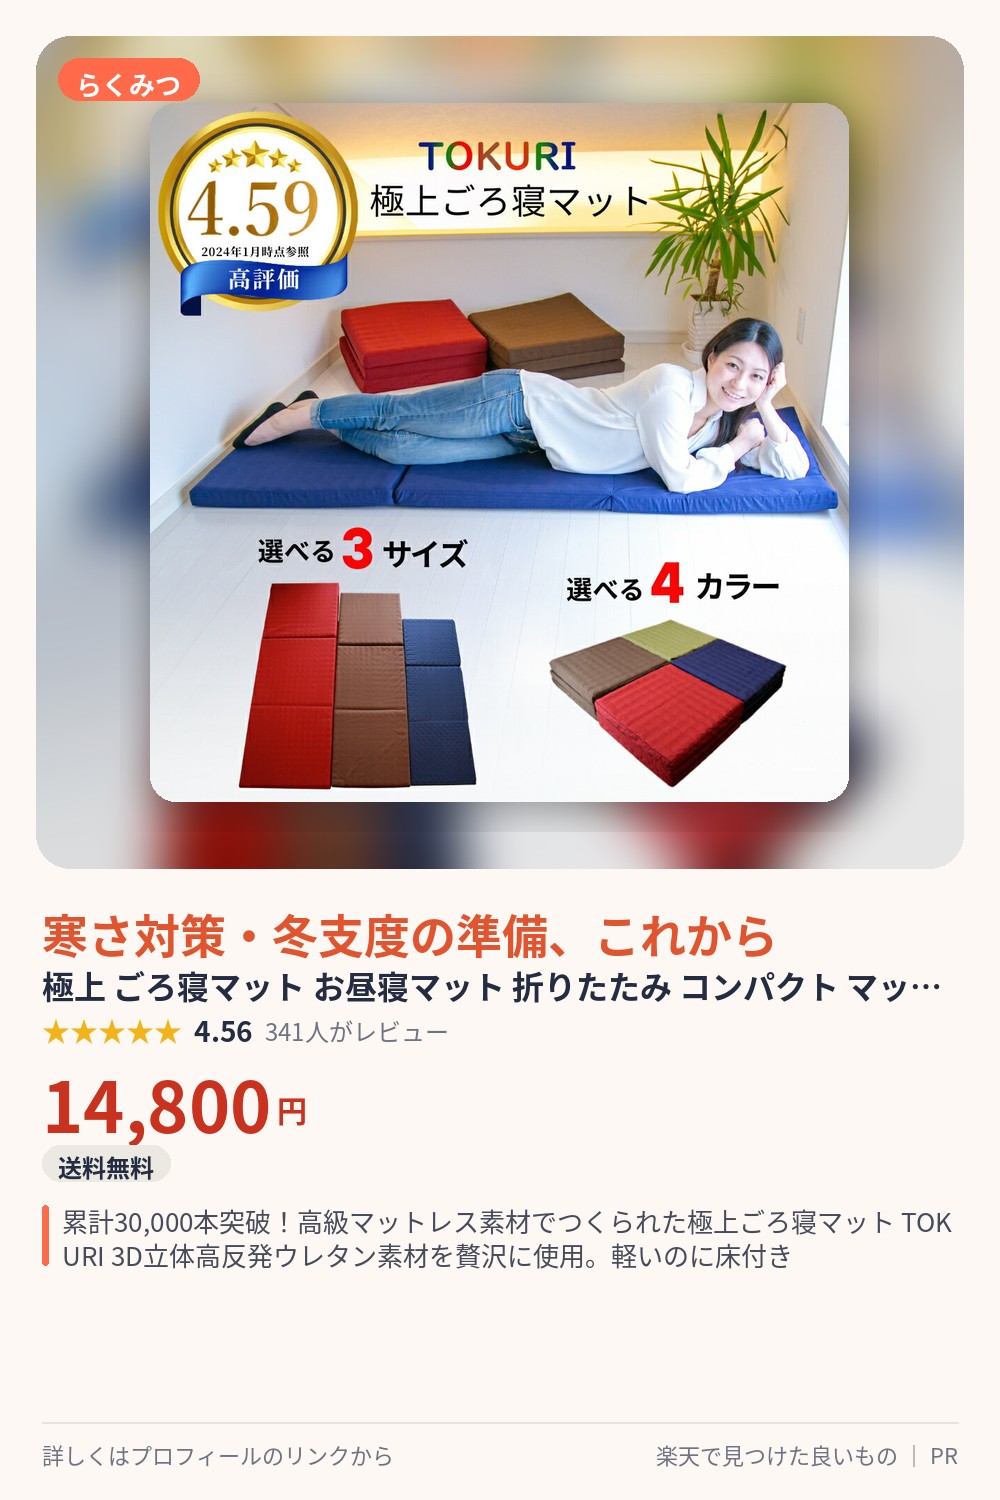 らくみつ
4.59
2024年1月時点参照
高評価
TOKURI
極上ごろ寝マット
選べる3サイズ
選べる4カラー
寒さ対策・冬支度の準備、これから
極上 ごろ寝マット お昼寝マット 折りたたみ コンパクト マッ…
★★★★★ 4.56 341人がレビュー
14,800円
送料無料
累計30,000本突破！高級マットレス素材でつくられた極上ごろ寝マット TOK
URI 3D立体高反発ウレタン素材を贅沢に使用。軽いのに床付き
詳しくはプロフィールのリンクから
楽天で見つけた良いもの｜PR